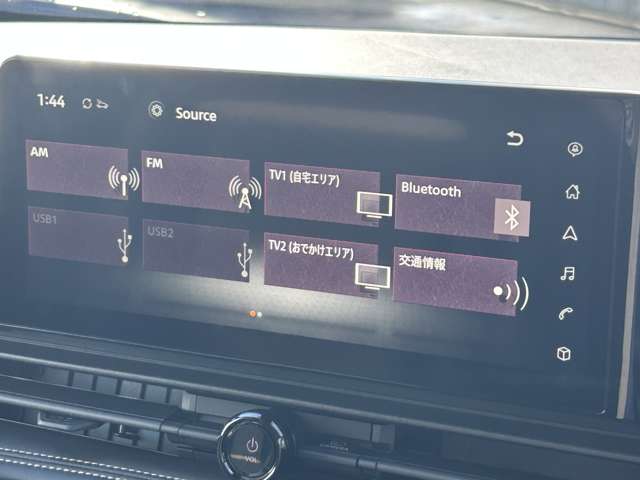 1:44
Source
AM
FM
TV1 (自宅エリア)
Bluetooth
USB1
USB2
TV2 (おでかけエリア)
交通情報
VOL